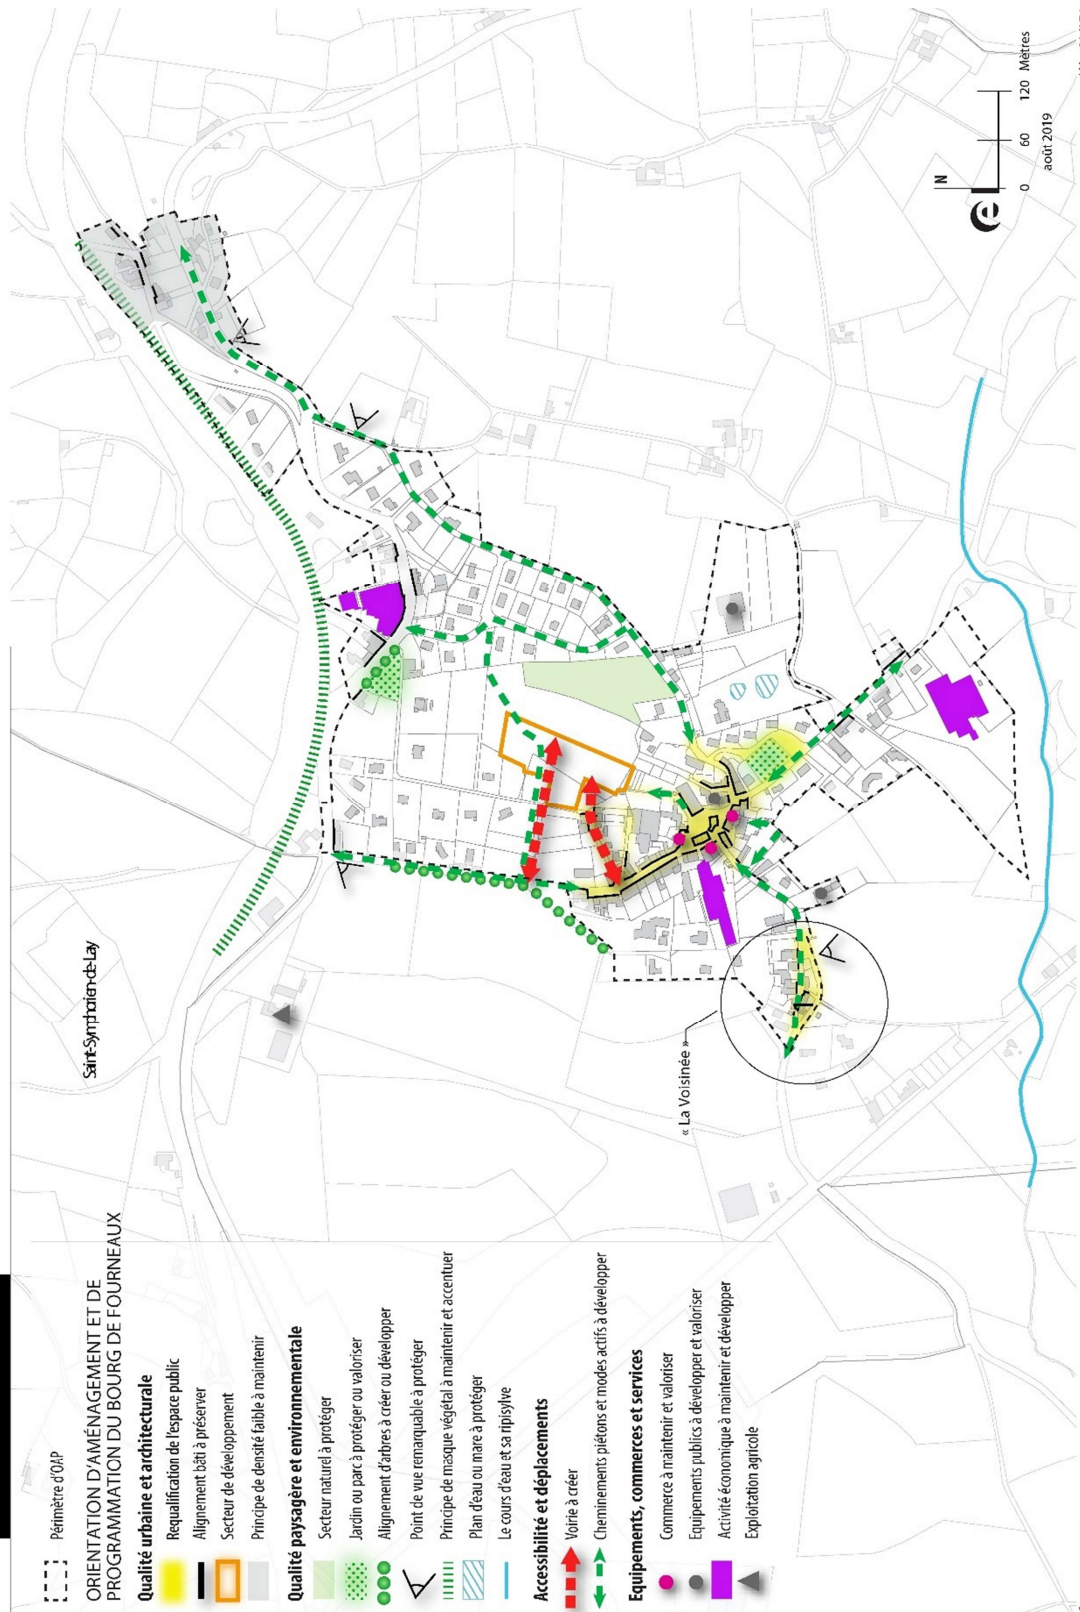 Périmètre d'OAP
ORIENTATION D'AMÉNAGEMENT ET DE
PROGRAMMATION DU BOURG DE FOURNEAUX
Qualité urbaine et architecturale
Requalification de l'espace public
Alignement bâti à préserver
Secteur de développement
Principe de densité faible à maintenir
Qualité paysagère et environnementale
Secteur naturel à protéger
Jardin ou parc à protéger ou valoriser
Alignement d'arbres à créer ou développer
Point de vue remarquable à protéger
Principe de masque végétal à maintenir et accentuer
Plan d'eau ou mare à protéger
Le cours d'eau et sa ripisylve
Accessibilité et déplacements
Voirie à créer
Cheminements piétons et modes actifs à développer
Equipements, commerces et services
Commerce à maintenir et valoriser
Equipements publics à développer et valoriser
Activité économique à maintenir et développer
Exploitation agricole
Saint-Symphorien-de-Lay
« La Voisinée »
N
0 60 120 Mètres
août 2019